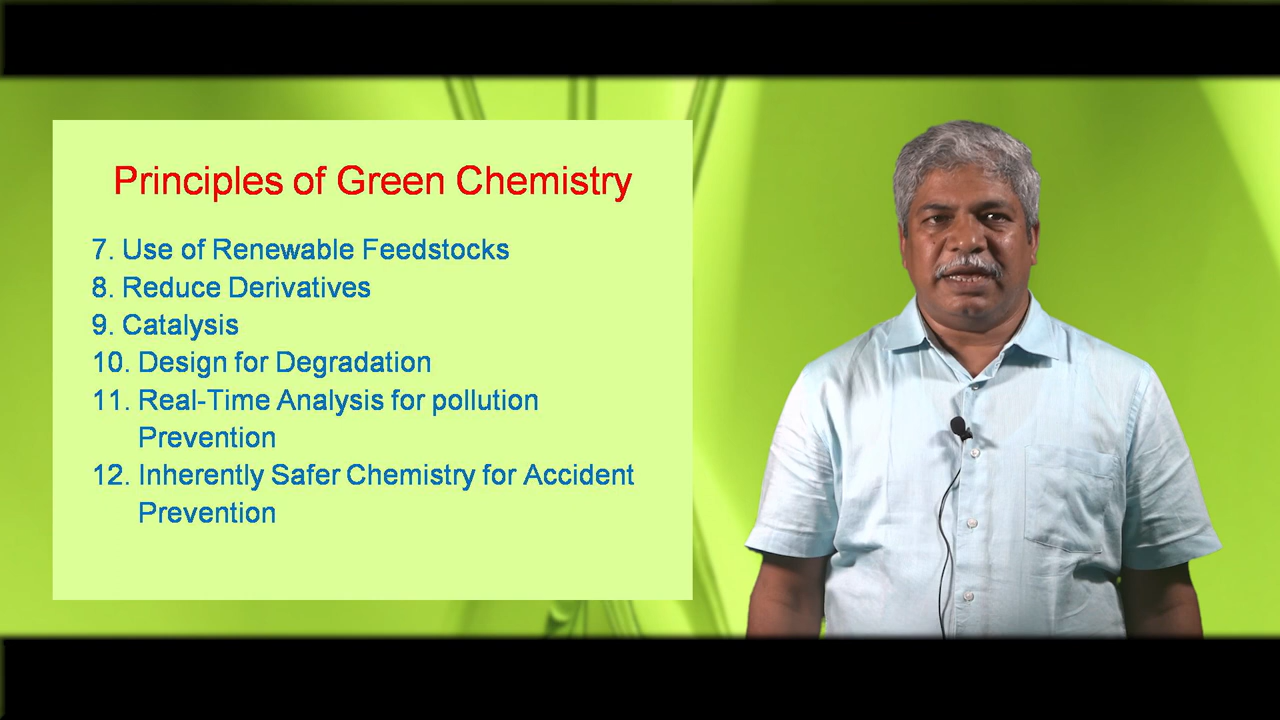 Principles of Green Chemistry
7. Use of Renewable Feedstocks
8. Reduce Derivatives
9. Catalysis
10. Design for Degradation
11. Real-Time Analysis for pollution
Prevention
12. Inherently Safer Chemistry for Accident
Prevention